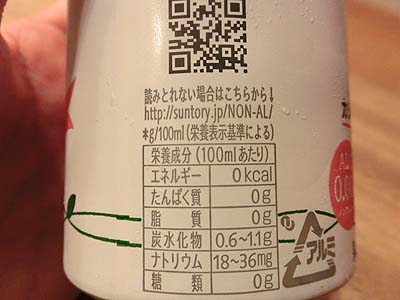 読みとれない場合はこちらから↓
http://suntory.jp/NON-AL/
*g/100ml(栄養表示基準による)
栄養成分(100mlあたり)
エネルギー 0kcal
たんぱく質 0g
脂質 0g
炭水化物 0.6~1.1g
ナトリウム 18~36mg
糖類 0g
アルミ